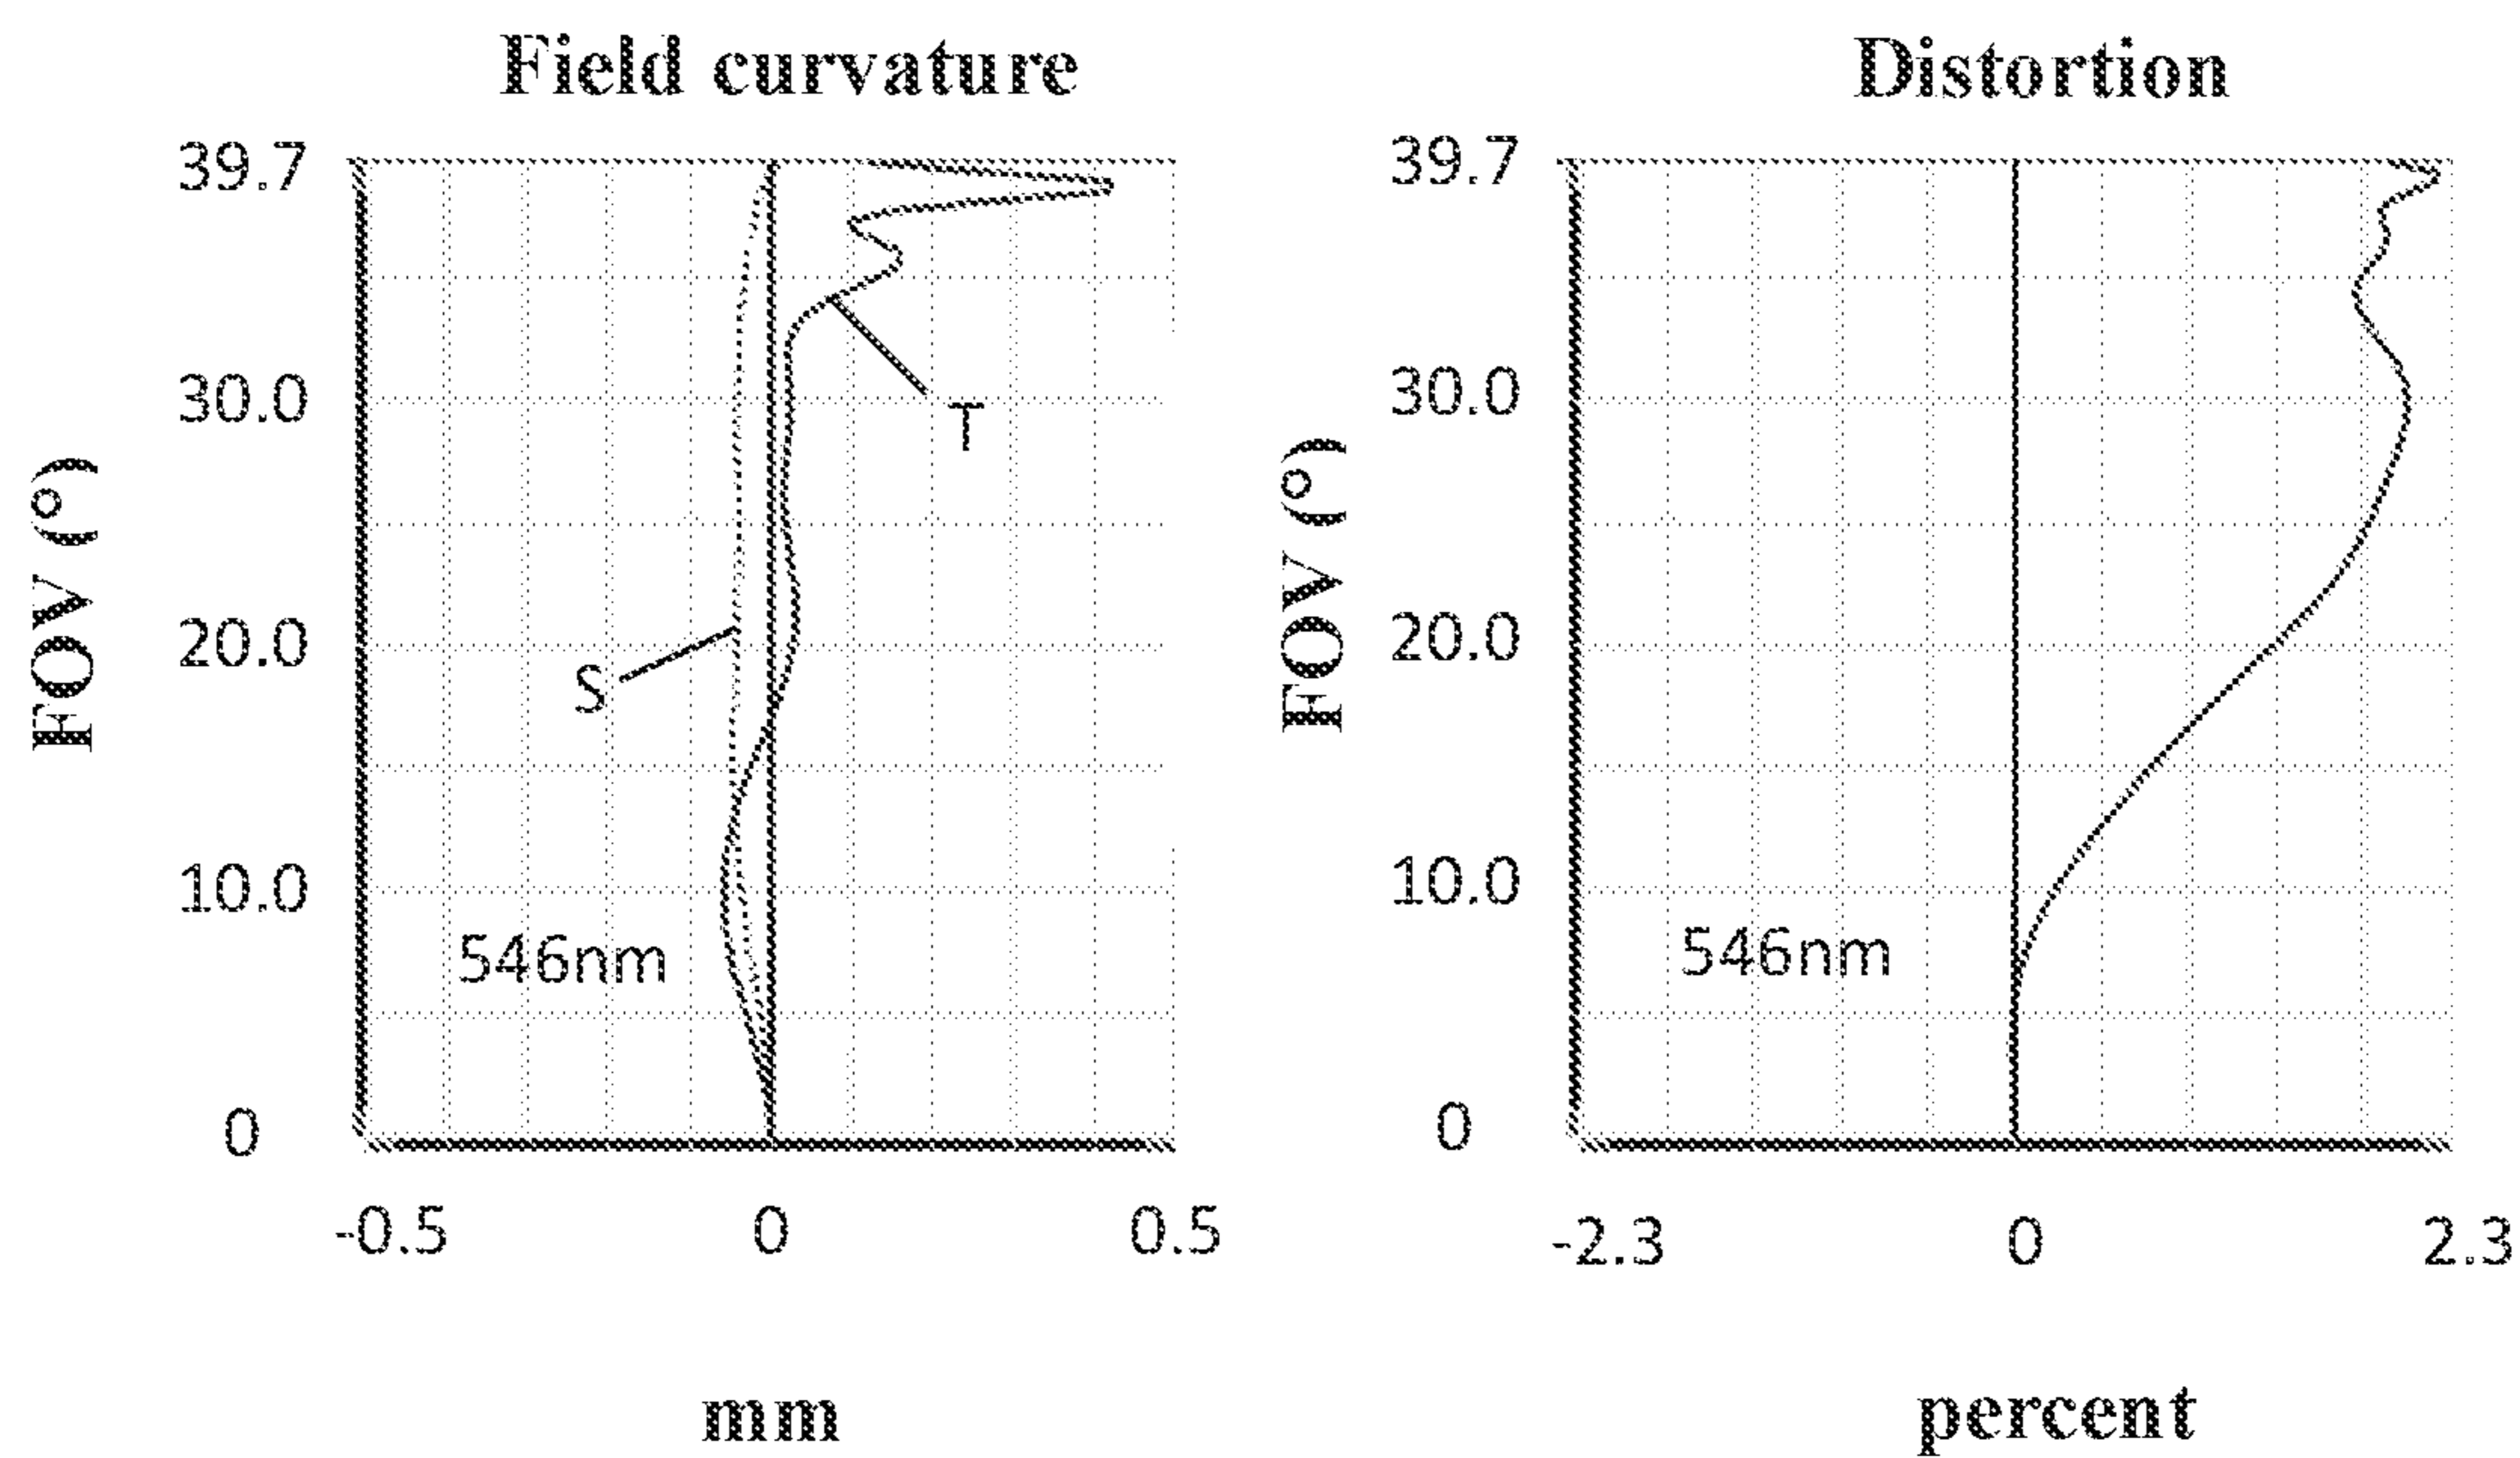 Field curvature
39.7
30.0
20.0
10.0
0
FOV (°)
T
S
546nm
-0.5 0 0.5
mm
Distortion
39.7
30.0
20.0
10.0
0
FOV (°)
546nm
-2.3 0 2.3
percent